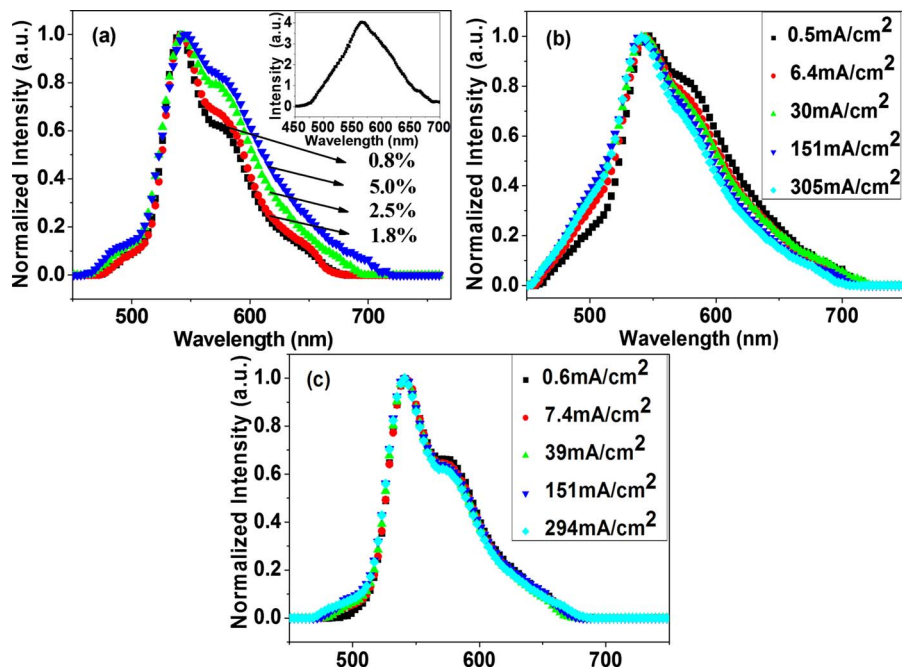 (a)
Normalized Intensity (a.u.)
1.0
0.8
0.6
0.4
0.2
0.0
500
600
700
Wavelength (nm)
0.8%
5.0%
2.5%
1.8%
Intensity (a.u.)
4
3
2
1
0
450 500 550 600 650 700
Wavelength (nm)
(b)
Normalized Intensity (a.u.)
1.0
0.8
0.6
0.4
0.2
0.0
500
600
700
Wavelength (nm)
0.5mA/cm²
6.4mA/cm²
30mA/cm²
151mA/cm²
305mA/cm²
(c)
Normalized Intensity (a.u.)
1.0
0.8
0.6
0.4
0.2
0.0
500
600
700
0.6mA/cm²
7.4mA/cm²
39mA/cm²
151mA/cm²
294mA/cm²